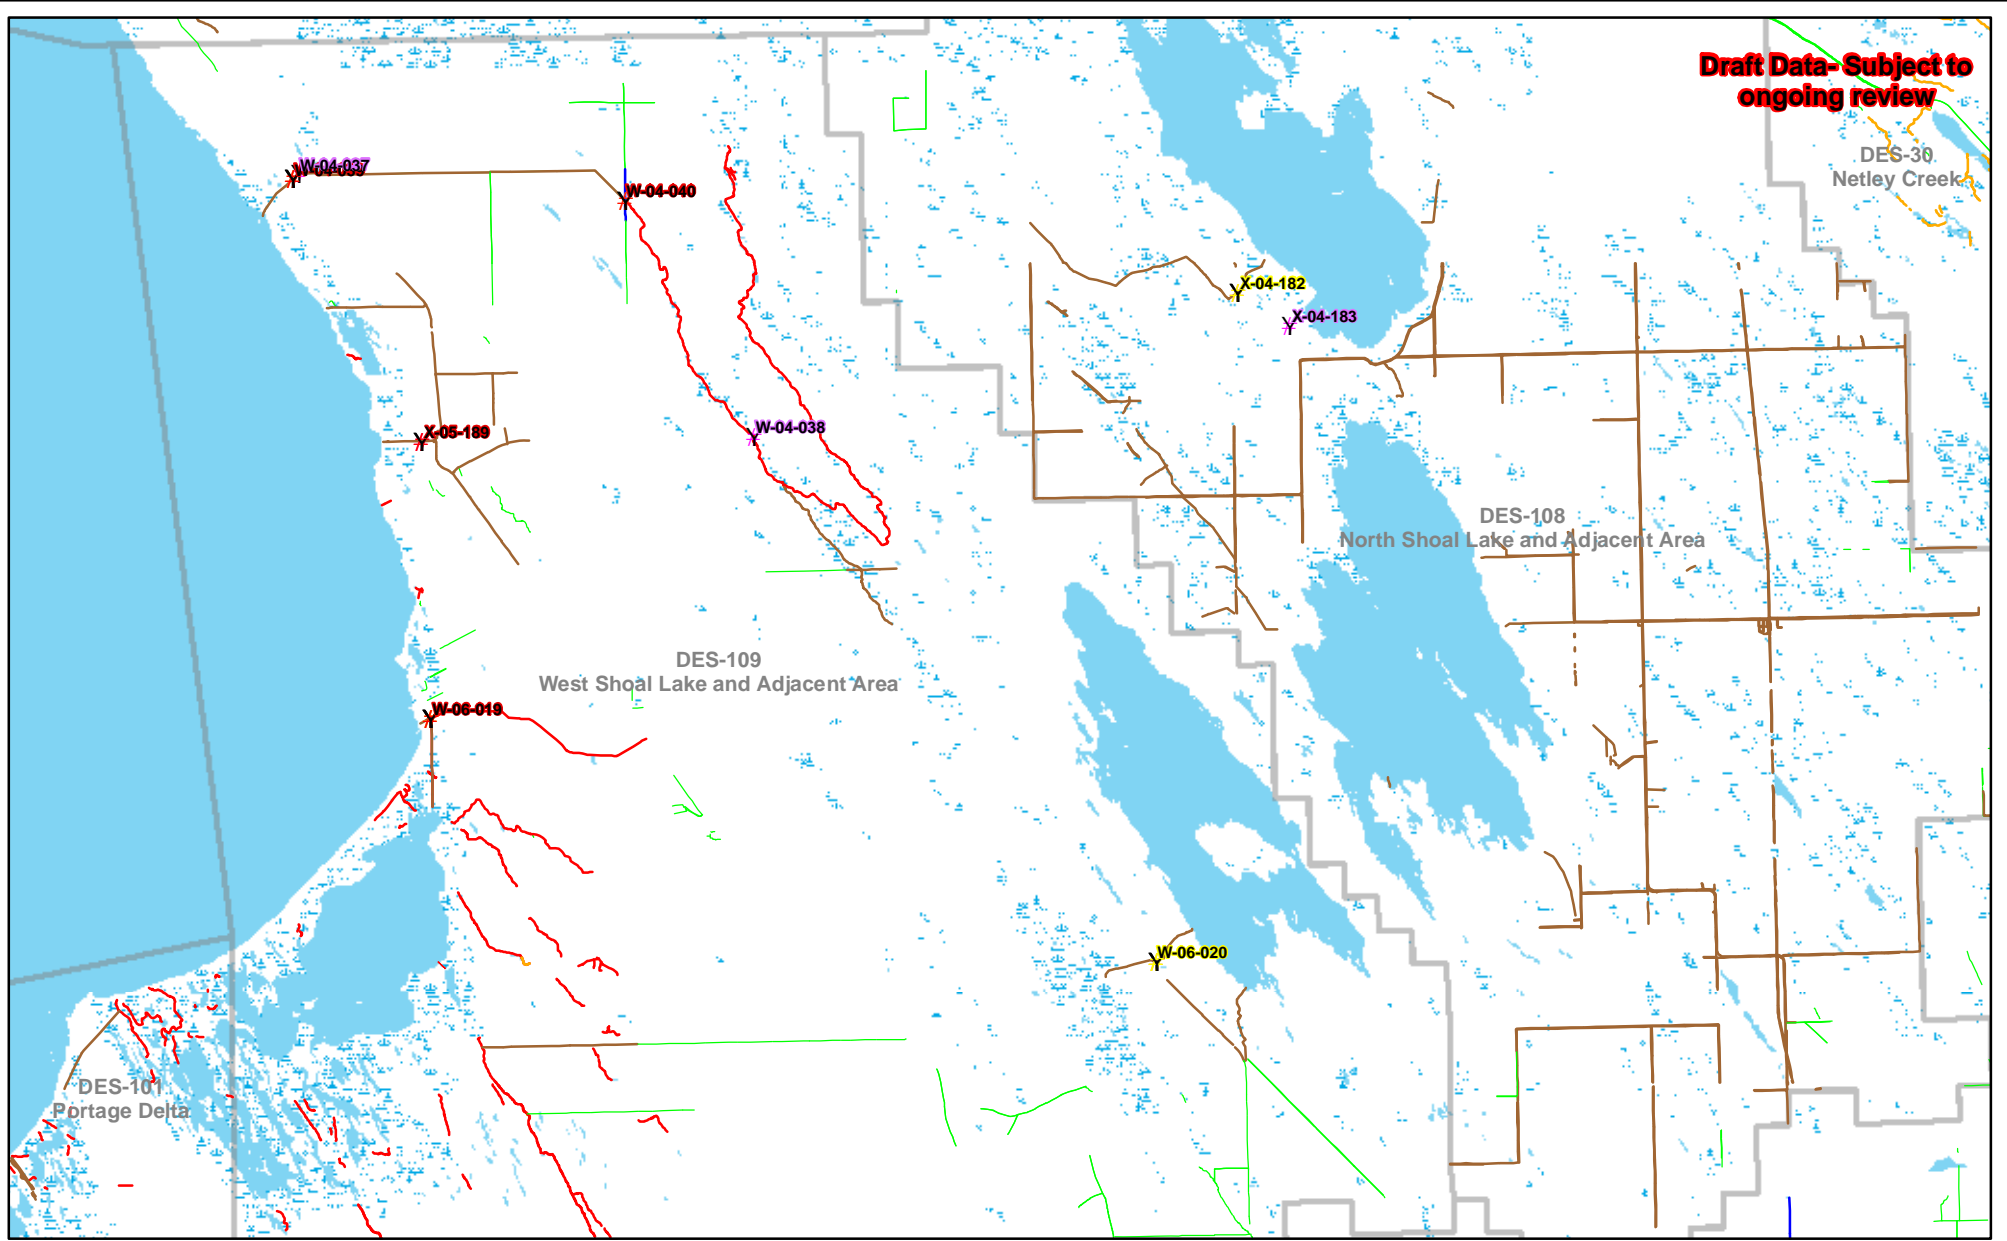 Draft Data- Subject to
ongoing review
DES-30
Netley Creek
W-04-037
W-04-040
X-04-182
X-04-183
W-04-038
X-05-189
DES-108
North Shoal Lake and Adjacent Area
DES-109
West Shoal Lake and Adjacent Area
W-06-019
W-06-020
DES-101
Portage Delta